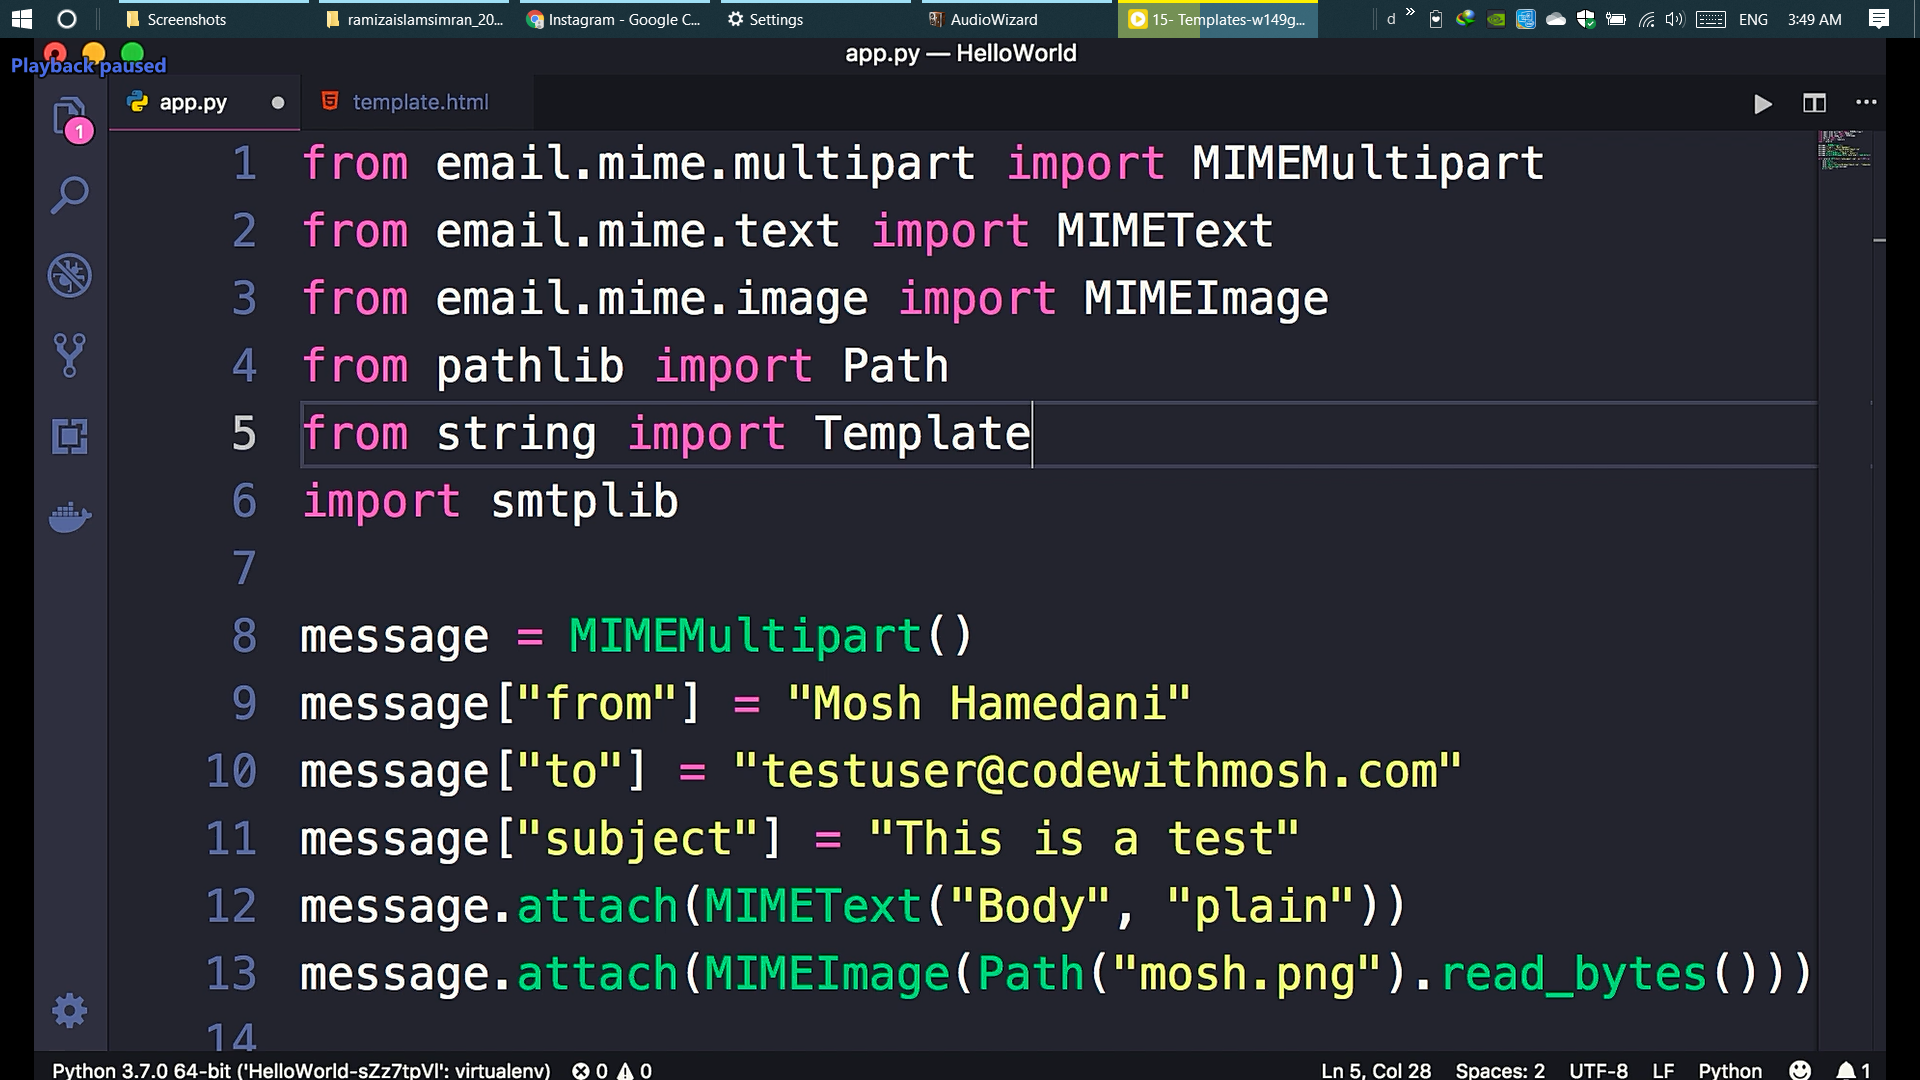 Screenshots
ramizaislamsimran_20...
Instagram - Google C...
Settings
AudioWizard
15- Templates-w149g...
d » ENG 3:49 AM
app.py — HelloWorld
Playback paused
app.py
template.html
1
1 from email.mime.multipart import MIMEMultipart
2 from email.mime.text import MIMEText
3 from email.mime.image import MIMEImage
4 from pathlib import Path
5 from string import Template
6 import smtplib
7
8 message = MIMEMultipart()
9 message["from"] = "Mosh Hamedani"
10 message["to"] = "testuser@codewithmosh.com"
11 message["subject"] = "This is a test"
12 message.attach(MIMEText("Body", "plain"))
13 message.attach(MIMEImage(Path("mosh.png").read_bytes()))
14
Python 3.7.0 64-bit ('HelloWorld-sZz7tpVl': virtualenv) 0 0 Ln 5, Col 28 Spaces: 2 UTF-8 LF Python 1